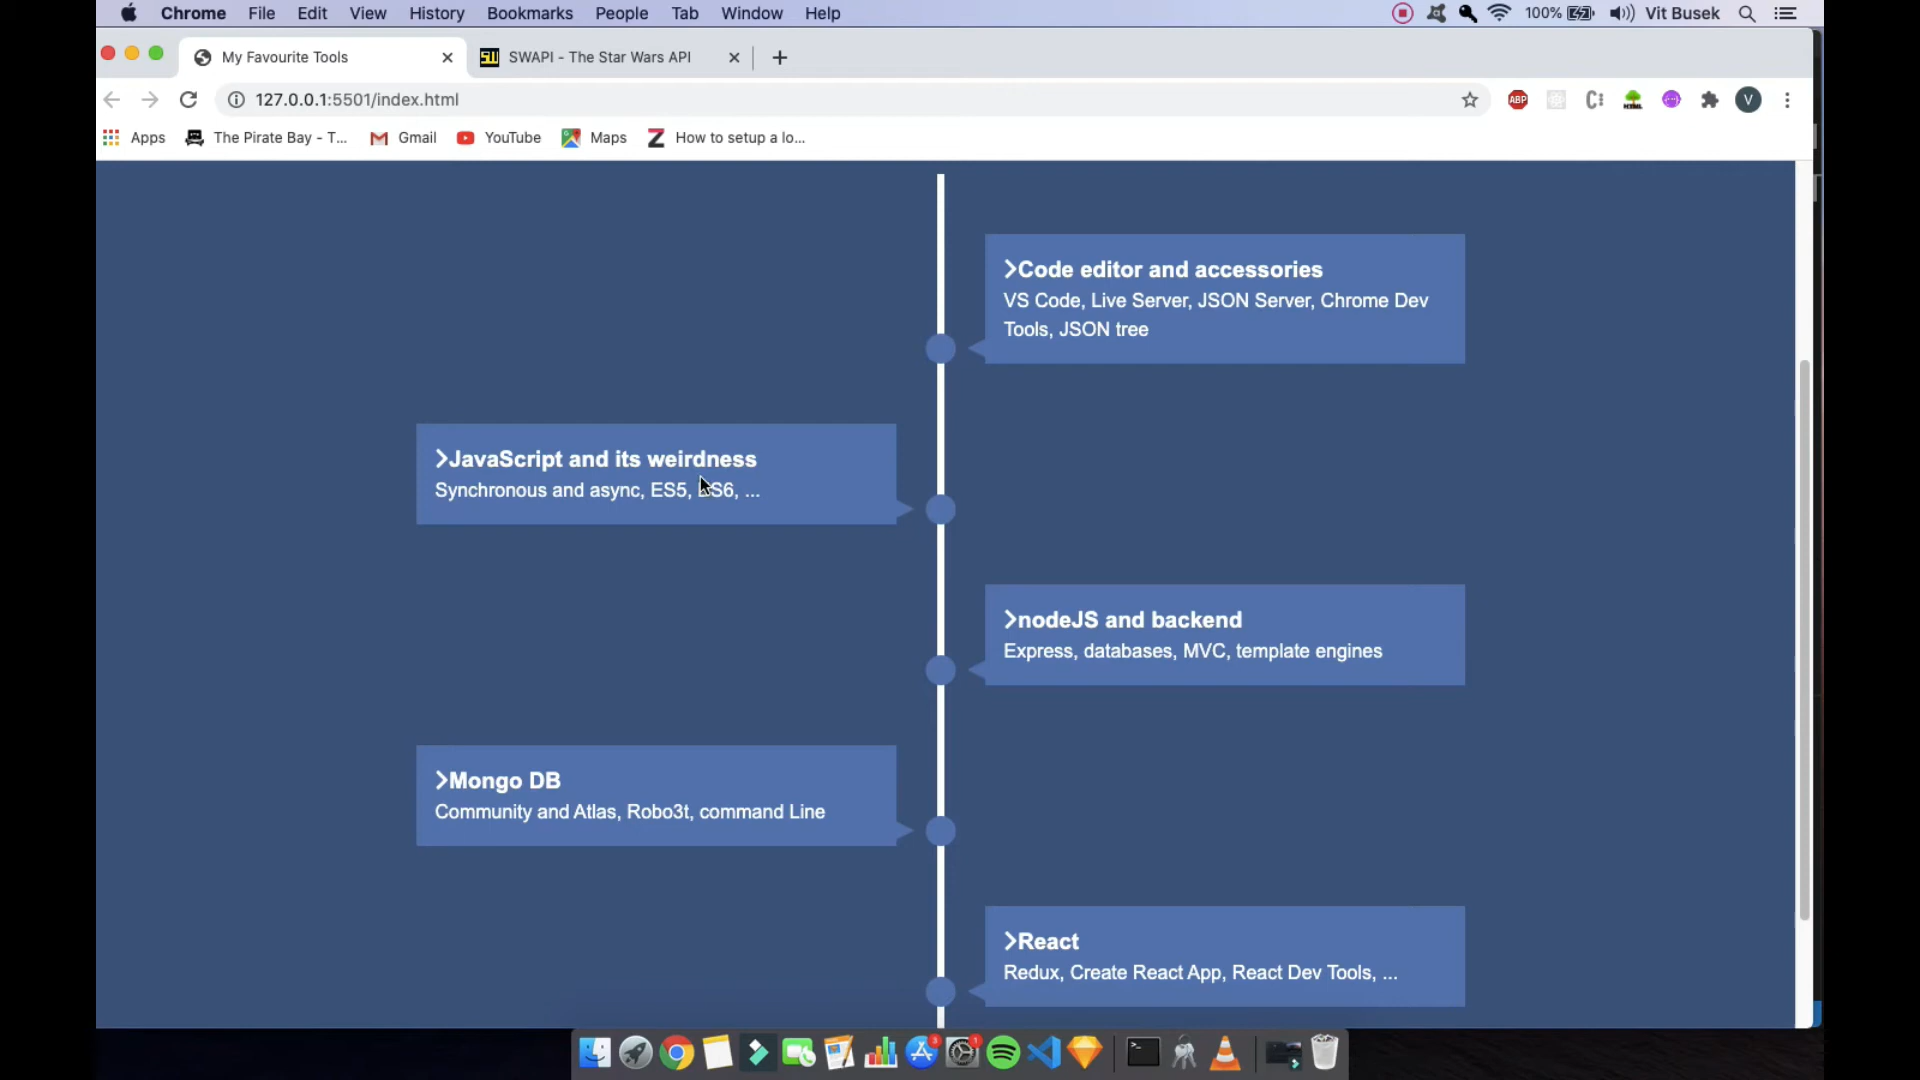 Chrome File Edit View History Bookmarks People Tab Window Help 100% Vit Busek
My Favourite Tools SWAPI - The Star Wars API
127.0.0.1:5501/index.html ABP V
Apps The Pirate Bay - T... Gmail YouTube Maps How to setup a lo...
>Code editor and accessories
VS Code, Live Server, JSON Server, Chrome Dev
Tools, JSON tree
>JavaScript and its weirdness
Synchronous and async, ES5, ES6, ...
>nodeJS and backend
Express, databases, MVC, template engines
>Mongo DB
Community and Atlas, Robo3t, command Line
>React
Redux, Create React App, React Dev Tools, ...